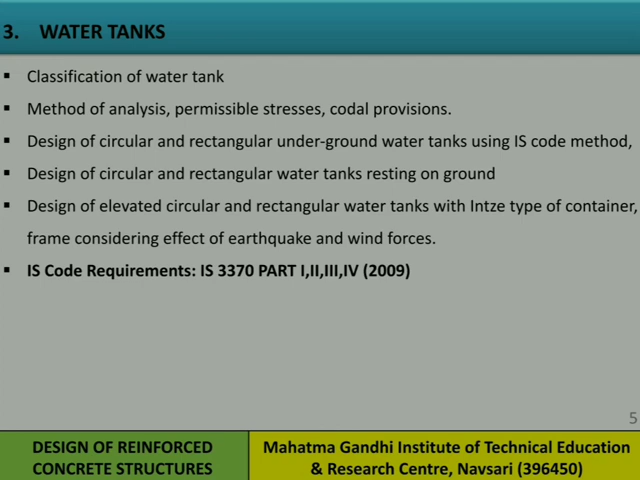 3. WATER TANKS
▪ Classification of water tank
▪ Method of analysis, permissible stresses, codal provisions.
▪ Design of circular and rectangular under-ground water tanks using IS code method,
▪ Design of circular and rectangular water tanks resting on ground
▪ Design of elevated circular and rectangular water tanks with Intze type of container,
frame considering effect of earthquake and wind forces.
▪ IS Code Requirements: IS 3370 PART I,II,III,IV (2009)
5
DESIGN OF REINFORCED
CONCRETE STRUCTURES
Mahatma Gandhi Institute of Technical Education
& Research Centre, Navsari (396450)